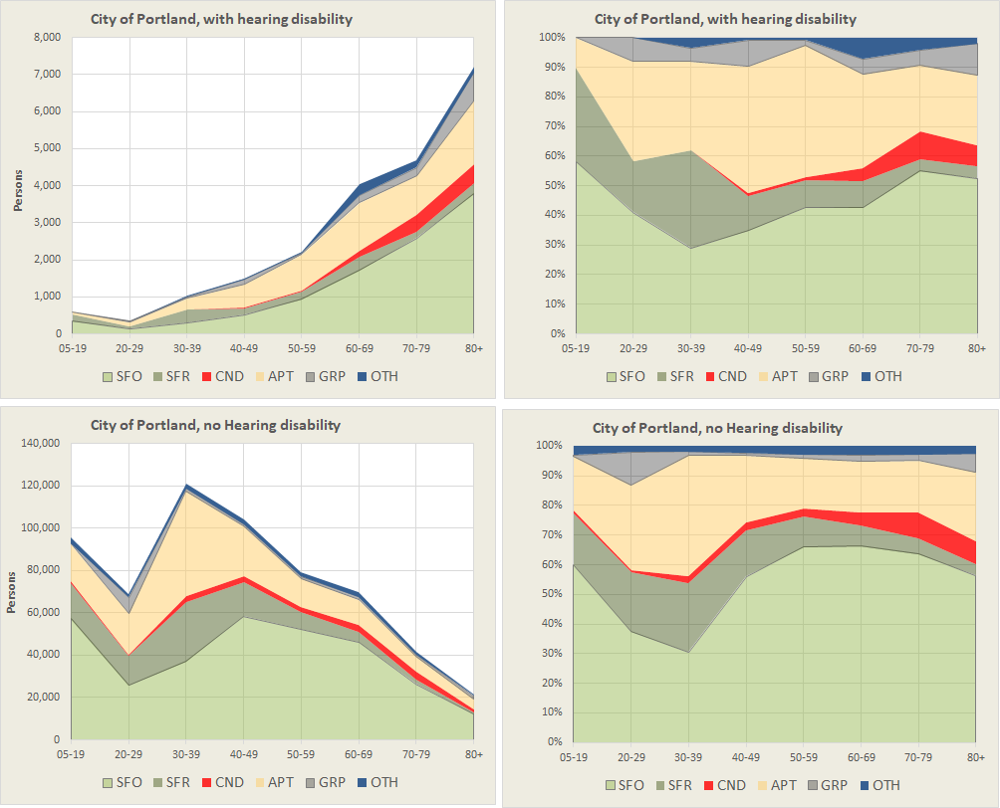 City of Portland, with hearing disability
8,000
7,000
6,000
5,000
4,000
3,000
2,000
1,000
0
Persons
05-19 20-29 30-39 40-49 50-59 60-69 70-79 80+
SFO SFR CND APT GRP OTH
City of Portland, with hearing disability
100%
90%
80%
70%
60%
50%
40%
30%
20%
10%
0%
05-19 20-29 30-39 40-49 50-59 60-69 70-79 80+
SFO SFR CND APT GRP OTH
City of Portland, no Hearing disability
140,000
120,000
100,000
80,000
60,000
40,000
20,000
0
Persons
05-19 20-29 30-39 40-49 50-59 60-69 70-79 80+
SFO SFR CND APT GRP OTH
City of Portland, no Hearing disability
100%
90%
80%
70%
60%
50%
40%
30%
20%
10%
0%
05-19 20-29 30-39 40-49 50-59 60-69 70-79 80+
SFO SFR CND APT GRP OTH